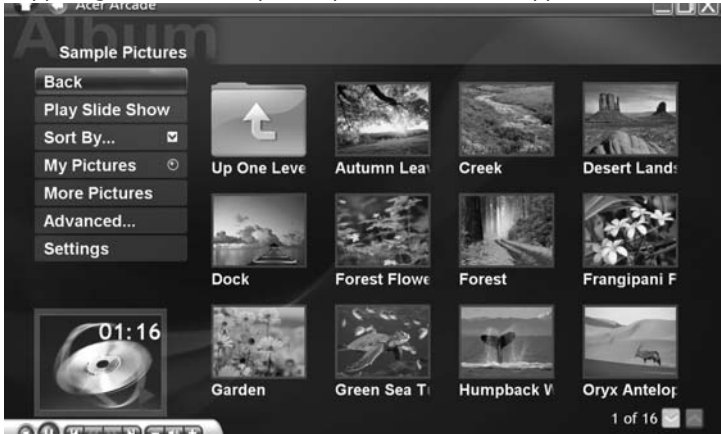 Acer Arcade
Album
Sample Pictures
Back
Play Slide Show
Sort By...
My Pictures
More Pictures
Advanced...
Settings
Up One Leve
Autumn Lea
Creek
Desert Lands
Dock
Forest Flowe
Forest
Frangipani F
Garden
Green Sea T
Humpback W
Oryx Antelop
01:16
1 of 16